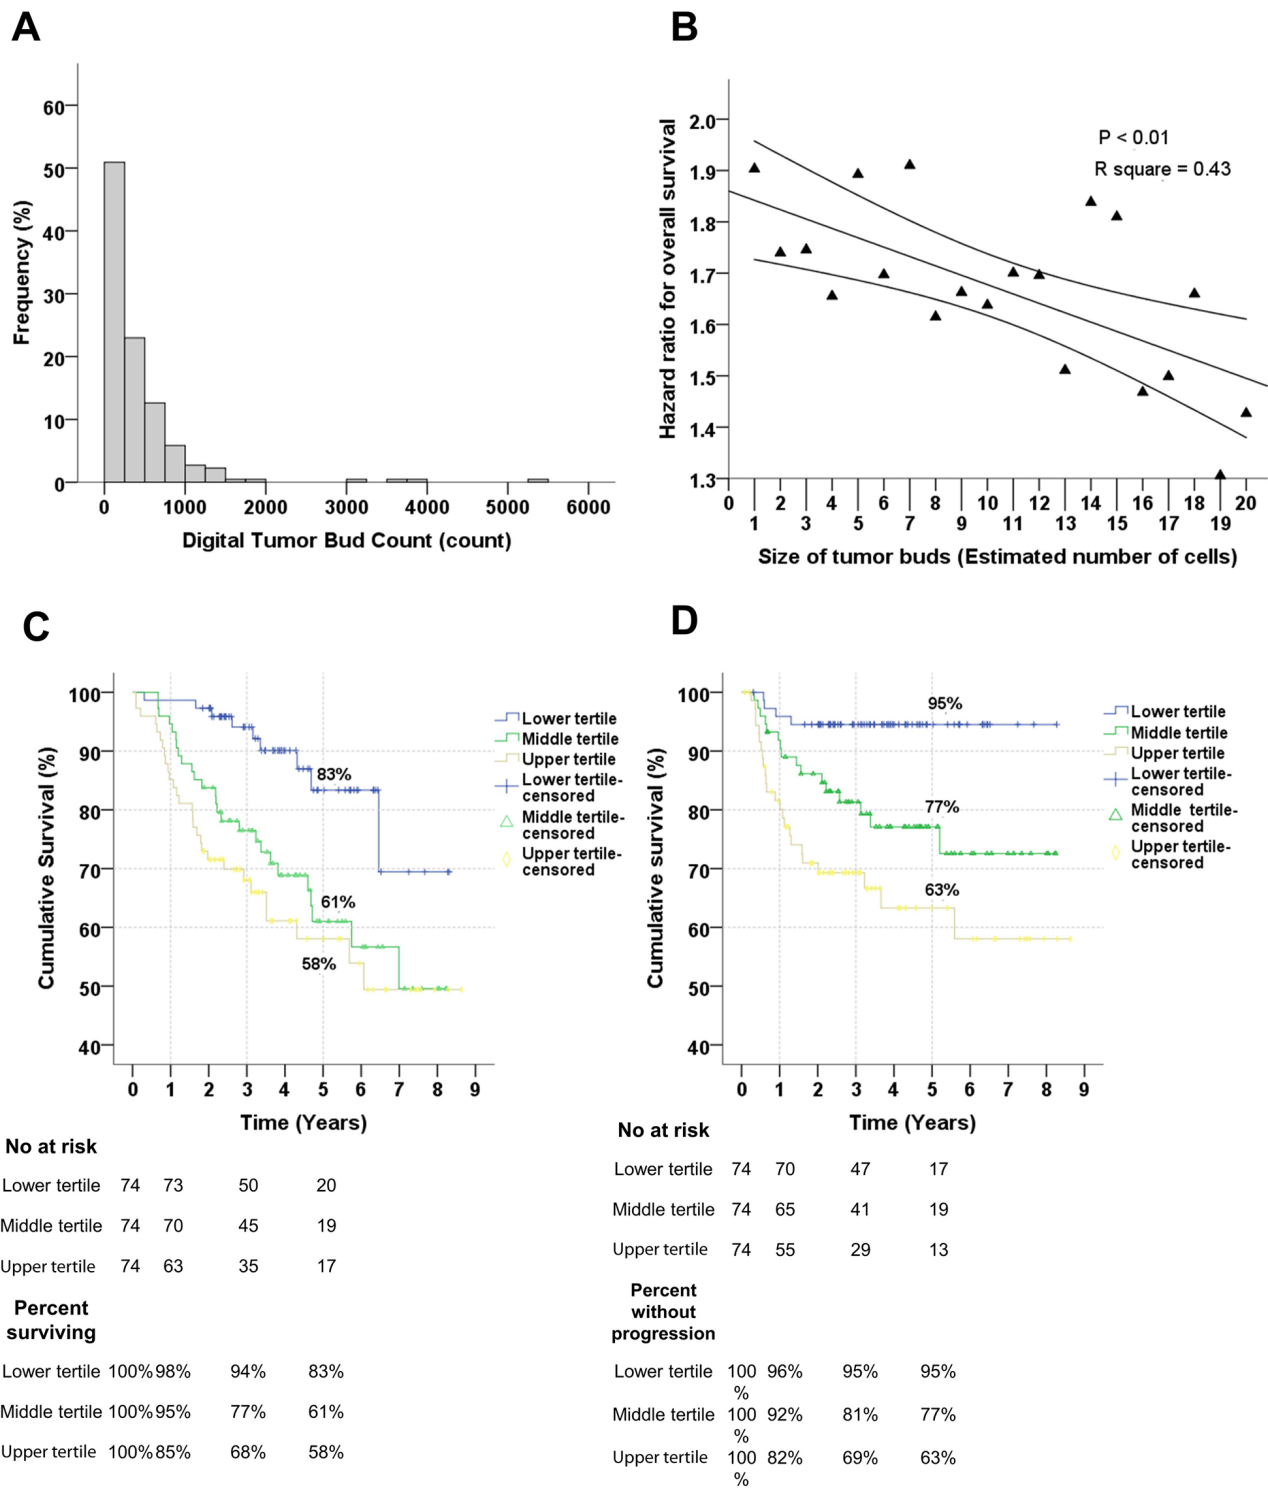 A
60
50
40
30
20
10
0
Frequency (%)
0 1000 2000 3000 4000 5000 6000
Digital Tumor Bud Count (count)
B
2.0
1.9
1.8
1.7
1.6
1.5
1.4
1.3
Hazard ratio for overall survival
P < 0.01
R square = 0.43
0 2 4 6 8 10 12 14 16 18 20
1 3 5 7 9 11 13 15 17 19
Size of tumor buds (Estimated number of cells)
C
100
90
80
70
60
50
40
Cumulative Survival (%)
83%
61%
58%
Lower tertile
Middle tertile
Upper tertile
Lower tertile-
censored
Middle tertile-
censored
Upper tertile-
censored
0 1 2 3 4 5 6 7 8 9
Time (Years)
No at risk
Lower tertile 74 73 50 20
Middle tertile 74 70 45 19
Upper tertile 74 63 35 17
Percent
surviving
Lower tertile 100% 98% 94% 83%
Middle tertile 100% 95% 77% 61%
Upper tertile 100% 85% 68% 58%
D
100
90
80
70
60
50
40
Cumulative survival (%)
95%
77%
63%
Lower tertile
Middle tertile
Upper tertile
Lower tertile-
censored
Middle tertile-
censored
Upper tertile-
censored
0 1 2 3 4 5 6 7 8 9
Time (Years)
No at risk
Lower tertile 74 70 47 17
Middle tertile 74 65 41 19
Upper tertile 74 55 29 13
Percent
without
progression
Lower tertile 100 96% 95% 95%
%
Middle tertile 100 92% 81% 77%
%
Upper tertile 100 82% 69% 63%
%